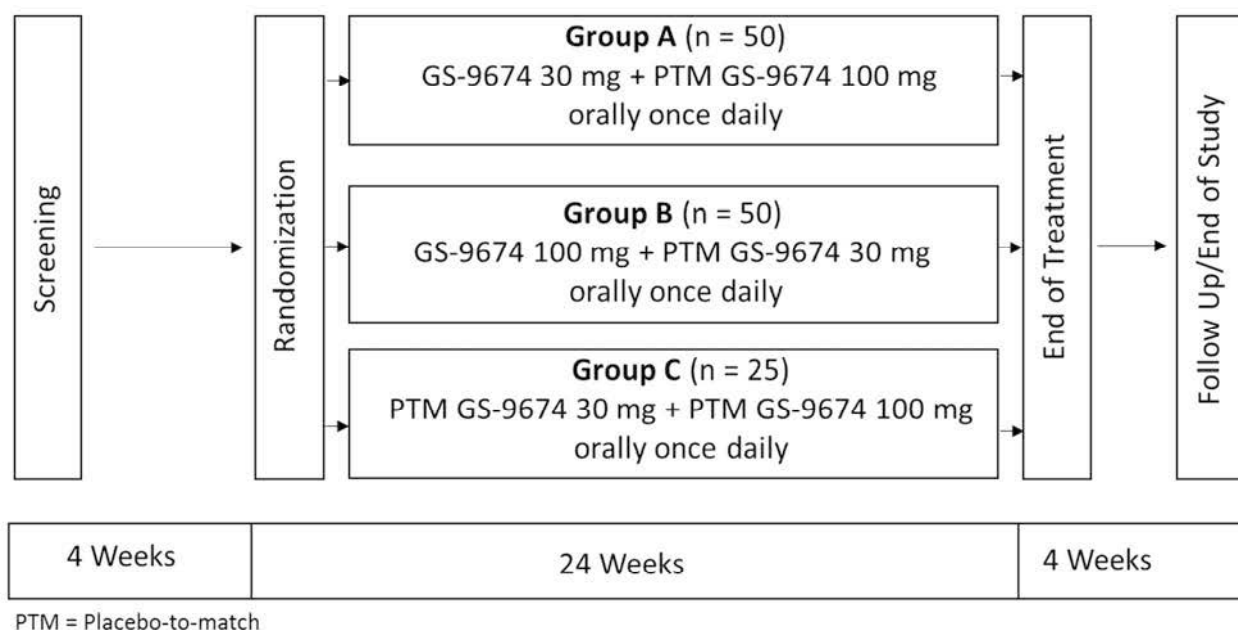 Screening
Randomization
Group A (n = 50)
GS-9674 30 mg + PTM GS-9674 100 mg
orally once daily
Group B (n = 50)
GS-9674 100 mg + PTM GS-9674 30 mg
orally once daily
Group C (n = 25)
PTM GS-9674 30 mg + PTM GS-9674 100 mg
orally once daily
End of Treatment
Follow Up/End of Study
4 Weeks
24 Weeks
4 Weeks
PTM = Placebo-to-match